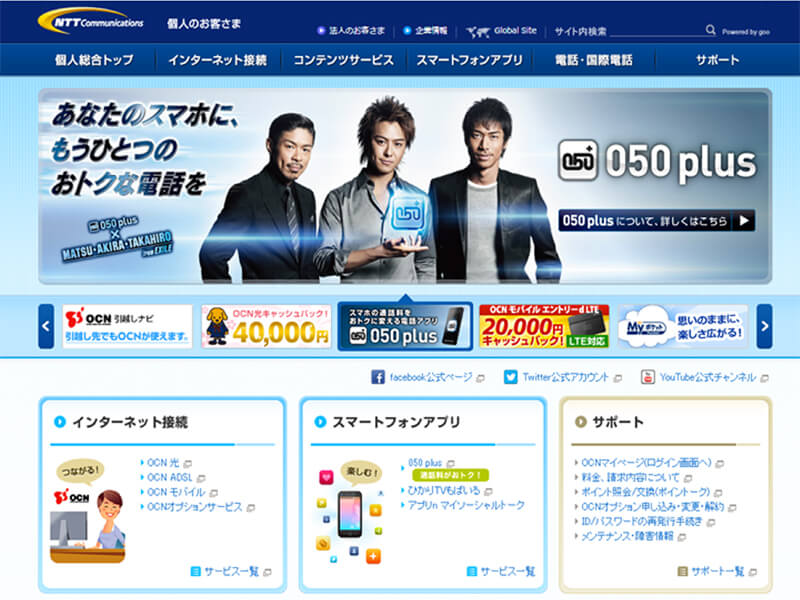 NTT Communications
個人のお客さま
法人のお客さま
企業情報
Global Site
サイト内検索
Powered by goo
個人総合トップ
インターネット接続
コンテンツサービス
スマートフォンアプリ
電話・国際電話
サポート
あなたのスマホに、
もうひとつの
おトクな電話を
050 plus
×
MATSU・AKIRA・TAKAHIRO
from EXILE
050
050
050 plus
050 plus について、詳しくはこちら
OCN 引越しナビ
引越し先でもOCNが使えます。
OCN光キャッシュバック!
40,000円
スマホの通話料を
おトクに変える電話アプリ
050 plus
OCN モバイル エントリー d LTE
20,000円
キャッシュバック!
LTE対応
Myポケット
思いのままに、
楽しさ広がる!
facebook公式ページ
Twitter公式アカウント
YouTube公式チャンネル
インターネット接続
つながる!
OCN
OCN 光
OCN ADSL
OCN モバイル
OCNオプションサービス
サービス一覧
スマートフォンアプリ
楽しむ!
050 plus
通話料がおトク!
ひかりTVもばいる
アプリn マイソーシャルトーク
サービス一覧
サポート
OCNマイページ(ログイン画面へ)
料金、請求内容について
ポイント照会/交換(ポイントーク)
OCNオプション申し込み・変更・解約
ID/パスワードの再発行手続き
メンテナンス・障害情報
サポート一覧